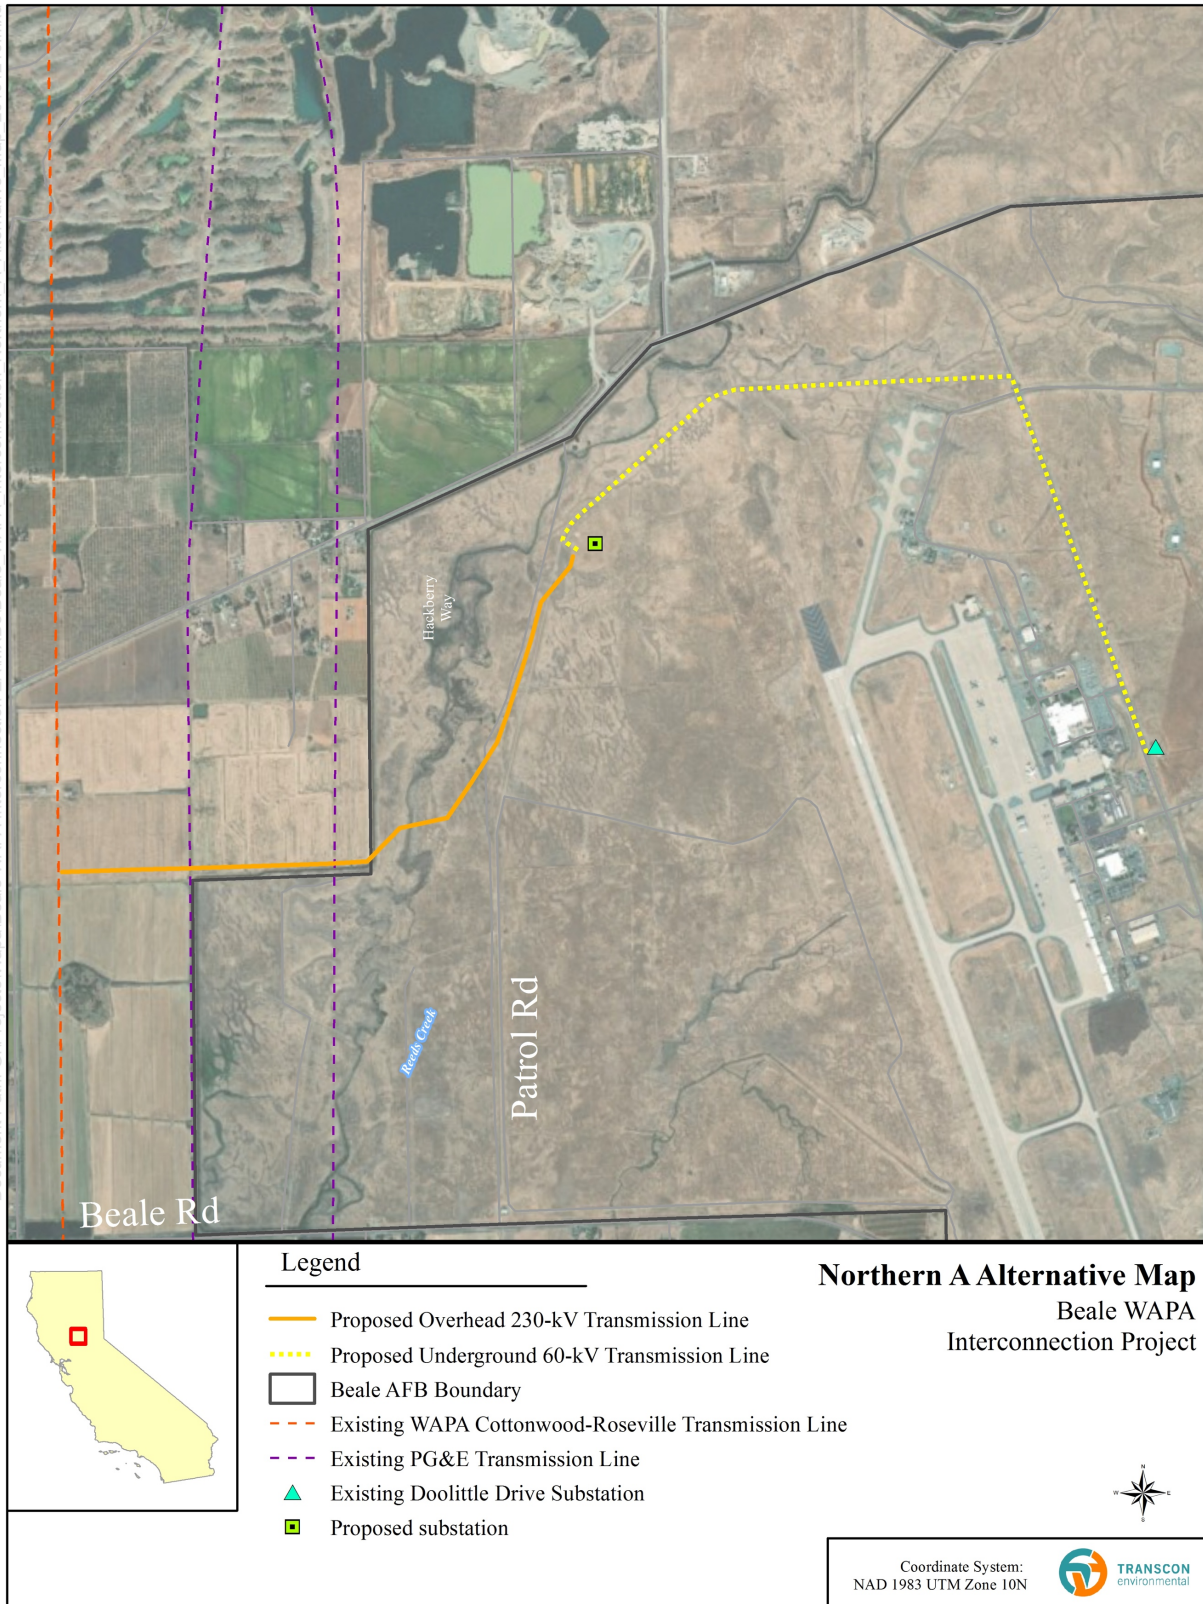 Hackberry
Way
Reeds Creek
Patrol Rd
Beale Rd
Legend
Proposed Overhead 230-kV Transmission Line
Proposed Underground 60-kV Transmission Line
Beale AFB Boundary
Existing WAPA Cottonwood-Roseville Transmission Line
Existing PG&E Transmission Line
Existing Doolittle Drive Substation
Proposed substation
Northern A Alternative Map
Beale WAPA
Interconnection Project
N
W E
S
Coordinate System:
NAD 1983 UTM Zone 10N
TRANSCON
environmental